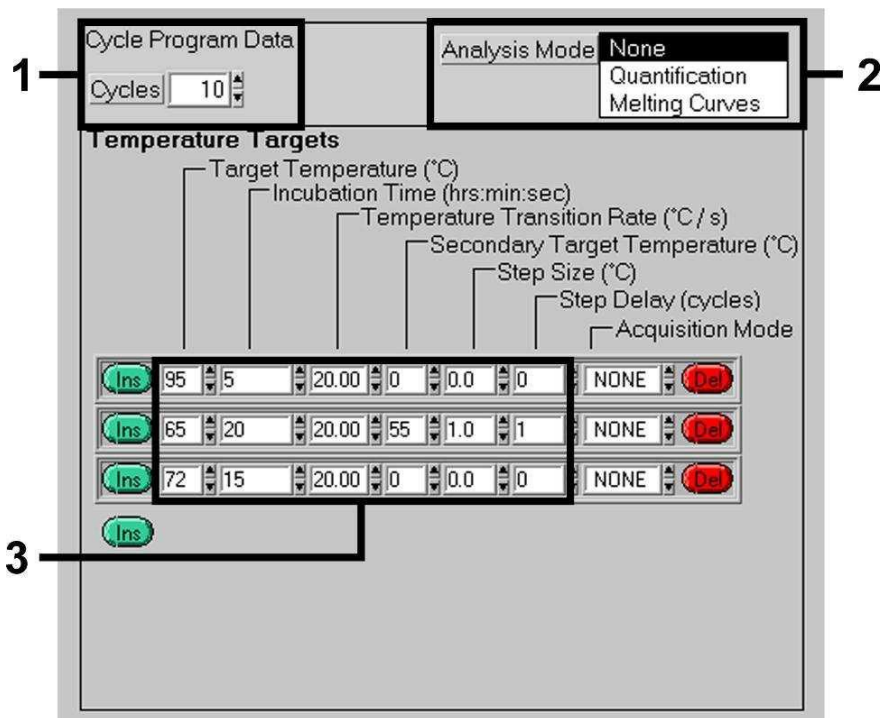 Cycle Program Data
1
Cycles 10
Analysis Mode None
Quantification
Melting Curves
2
Temperature Targets
Target Temperature (°C)
Incubation Time (hrs:min:sec)
Temperature Transition Rate (°C / s)
Secondary Target Temperature (°C)
Step Size (°C)
Step Delay (cycles)
Acquisition Mode
Ins 95 5 20.00 0 0.0 0 NONE Del
Ins 65 20 20.00 55 1.0 1 NONE Del
Ins 72 15 20.00 0 0.0 0 NONE Del
Ins
3